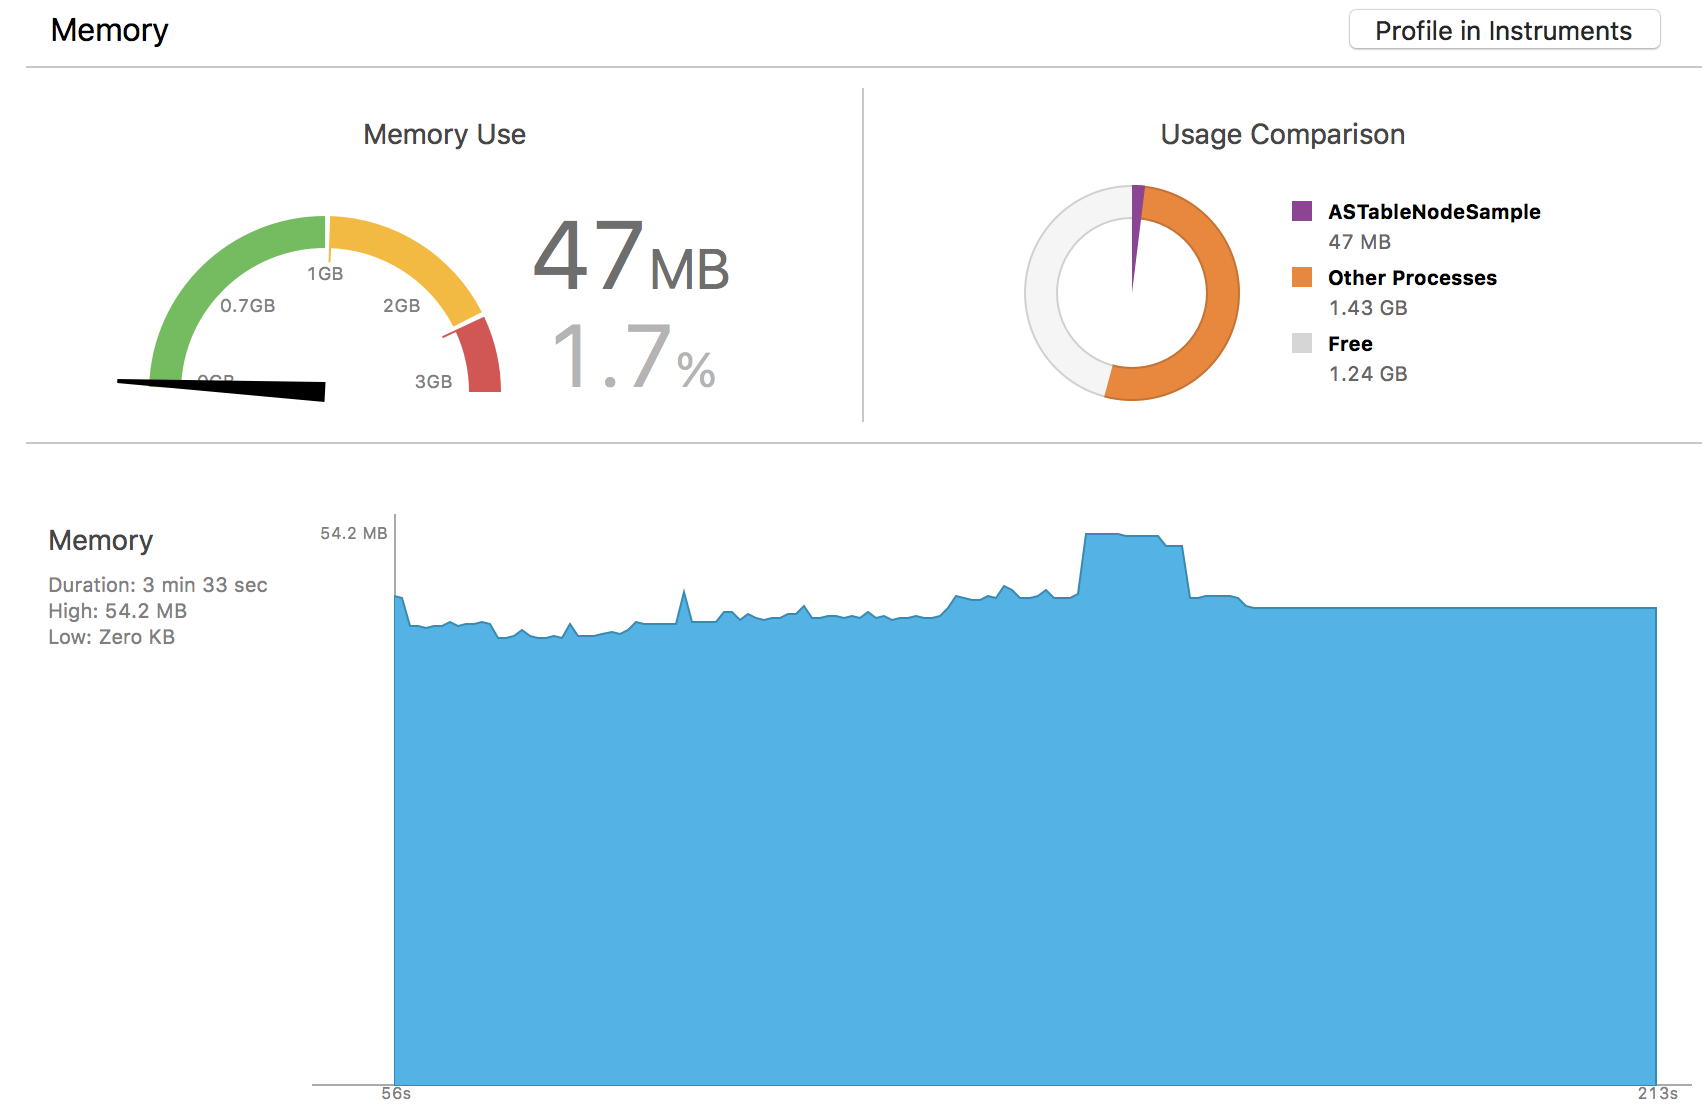 Memory
Profile in Instruments
Memory Use
Usage Comparison
0GB
0.7GB
1GB
2GB
3GB
47 MB
1.7%
ASTableNodeSample
47 MB
Other Processes
1.43 GB
Free
1.24 GB
Memory
Duration: 3 min 33 sec
High: 54.2 MB
Low: Zero KB
54.2 MB
56s
213s